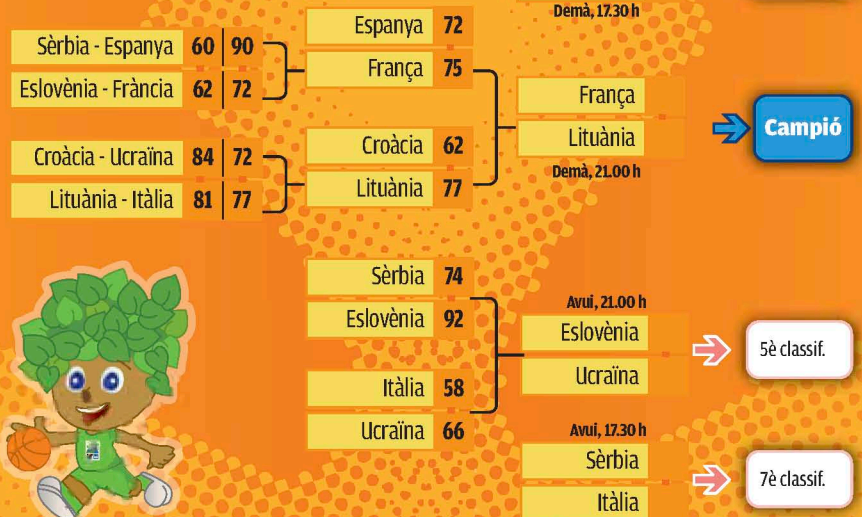 Demà, 17.30 h
Sèrbia - Espanya 60 90
Eslovènia - Frància 62 72
Croàcia - Ucraïna 84 72
Lituània - Itàlia 81 77
Espanya 72
França 75
Croàcia 62
Lituània 77
França
Lituània
Demà, 21.00 h
Campió
Sèrbia 74
Eslovènia 92
Itàlia 58
Ucraïna 66
Avui, 21.00 h
Eslovènia
Ucraïna
5è classif.
Avui, 17.30 h
Sèrbia
Itàlia
7è classif.